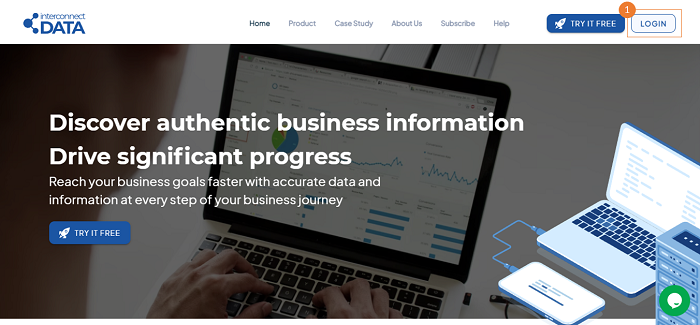 interconnect
DATA
Home
Product
Case Study
About Us
Subscribe
Help
TRY IT FREE
1
LOGIN
Discover authentic business information
Drive significant progress
Reach your business goals faster with accurate data and
information at every step of your business journey
TRY IT FREE